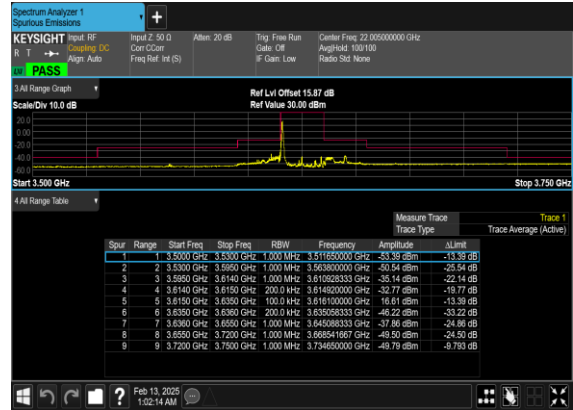 Spectrum Analyzer 1
Spurious Emissions
KEYSIGHT Input: RF Input Z: 50 Ω Atten: 20 dB Trig: Free Run Center Freq: 22.005000000 GHz
R T Coupling: DC Corr CCorr Gate: Off Avg|Hold: 100/100
Align: Auto Freq Ref: Int (S) IF Gain: Low Radio Std: None
PASS
3 All Range Graph Ref Lvl Offset 15.87 dB
Scale/Div 10.0 dB Ref Value 30.00 dBm
20.0
0.00
-20.0
-40.0
-60.0
Start 3.500 GHz Stop 3.750 GHz
4 All Range Table
Measure Trace Trace 1
Trace Type Trace Average (Active)
Spur Range Start Freq Stop Freq RBW Frequency Amplitude ΔLimit
1 1 3.5000 GHz 3.5300 GHz 1.000 MHz 3.511650000 GHz -53.39 dBm -13.39 dB
2 2 3.5300 GHz 3.5950 GHz 1.000 MHz 3.563800000 GHz -50.54 dBm -25.54 dB
3 3 3.5950 GHz 3.6140 GHz 1.000 MHz 3.610928333 GHz -35.14 dBm -22.14 dB
4 4 3.6140 GHz 3.6150 GHz 200.0 kHz 3.614920000 GHz -32.77 dBm -19.77 dB
5 5 3.6150 GHz 3.6350 GHz 100.0 kHz 3.616100000 GHz 16.61 dBm -13.39 dB
6 6 3.6350 GHz 3.6360 GHz 200.0 kHz 3.635058333 GHz -46.22 dBm -33.22 dB
7 7 3.6360 GHz 3.6550 GHz 1.000 MHz 3.645088333 GHz -37.86 dBm -24.86 dB
8 8 3.6550 GHz 3.7200 GHz 1.000 MHz 3.668541667 GHz -49.50 dBm -24.50 dB
9 9 3.7200 GHz 3.7500 GHz 1.000 MHz 3.734650000 GHz -49.79 dBm -9.793 dB
Feb 13, 2025
1:02:14 AM